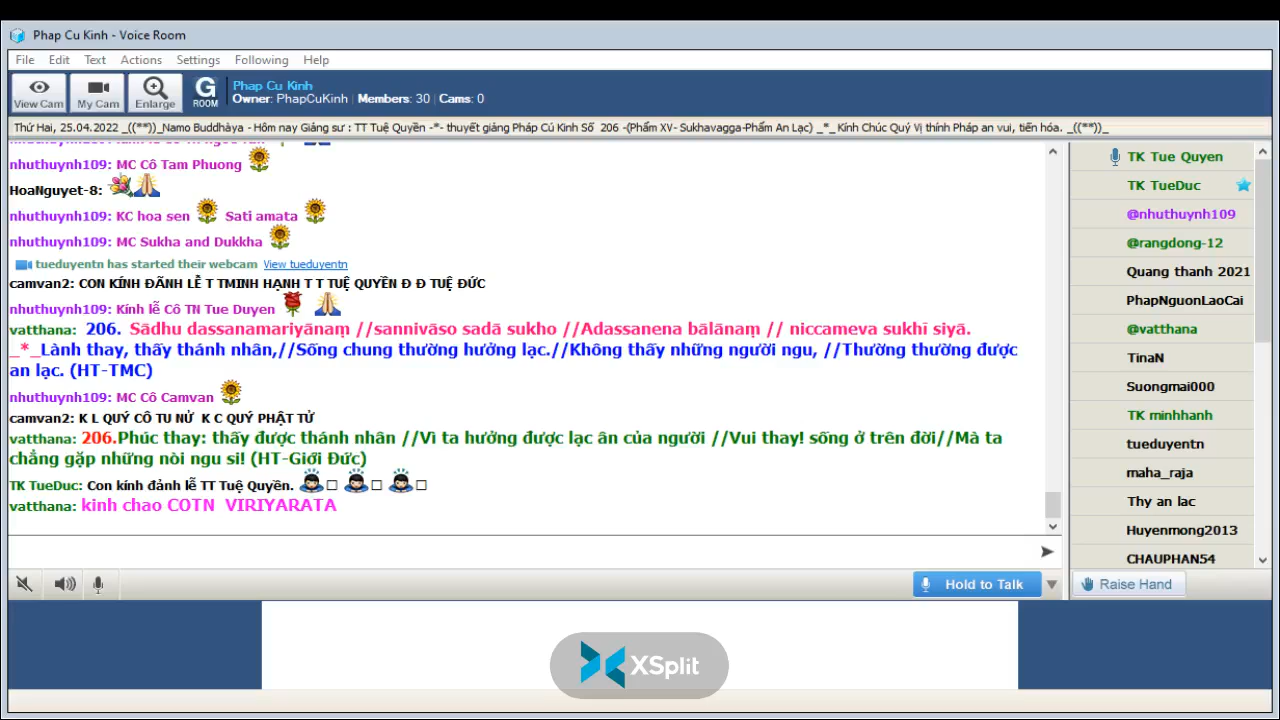 Phap Cu Kinh - Voice Room
File Edit Text Actions Settings Following Help
View Cam My Cam Enlarge G ROOM
Phap Cu Kinh
Owner: PhapCuKinh | Members: 30 | Cams: 0
Thứ Hai, 25.04.2022 _((**))_Namo Buddhàya - Hôm nay Giảng sư : TT Tuệ Quyền -*- thuyết giảng Pháp Cú Kinh Số 206 -(Phẩm XV- Sukhavagga-Phẩm An Lạc) _*_ Kính Chúc Quý Vị thính Pháp an vui, tiến hóa. _((**))_
nhuthuynh109: MC Cô Tam Phuong
HoaNguyet-8:
nhuthuynh109: KC hoa sen Sati amata
nhuthuynh109: MC Sukha and Dukkha
tueduyentn has started their webcam View tueduyentn
camvan2: CON KÍNH ĐÃNH LỄ T TMINH HẠNH T T TUỆ QUYỀN Đ Đ TUỆ ĐỨC
nhuthuynh109: Kính lễ Cô TN Tue Duyen
vatthana: 206. Sādhu dassanamariyānaṃ //sannivāso sadā sukho //Adassanena bālānaṃ // niccameva sukhī siyā.
_*_Lành thay, thấy thánh nhân,//Sống chung thường hưởng lạc.//Không thấy những người ngu, //Thường thường được
an lạc. (HT-TMC)
nhuthuynh109: MC Cô Camvan
camvan2: K L QUÝ CÔ TU NỬ K C QUÝ PHẬT TỬ
vatthana: 206.Phúc thay: thấy được thánh nhân //Vì ta hưởng được lạc ân của người //Vui thay! sống ở trên đời//Mà ta
chẳng gặp những nòi ngu si! (HT-Giới Đức)
TK TueDuc: Con kính đảnh lễ TT Tuệ Quyền. □ □ □
vatthana: kinh chao COTN VIRIYARATA
TK Tue Quyen
TK TueDuc
@nhuthuynh109
@rangdong-12
Quang thanh 2021
PhapNguonLaoCai
@vatthana
TinaN
Suongmai000
TK minhhanh
tueduyentn
maha_raja
Thy an lac
Huyenmong2013
CHAUPHAN54
Hold to Talk
Raise Hand
XSplit